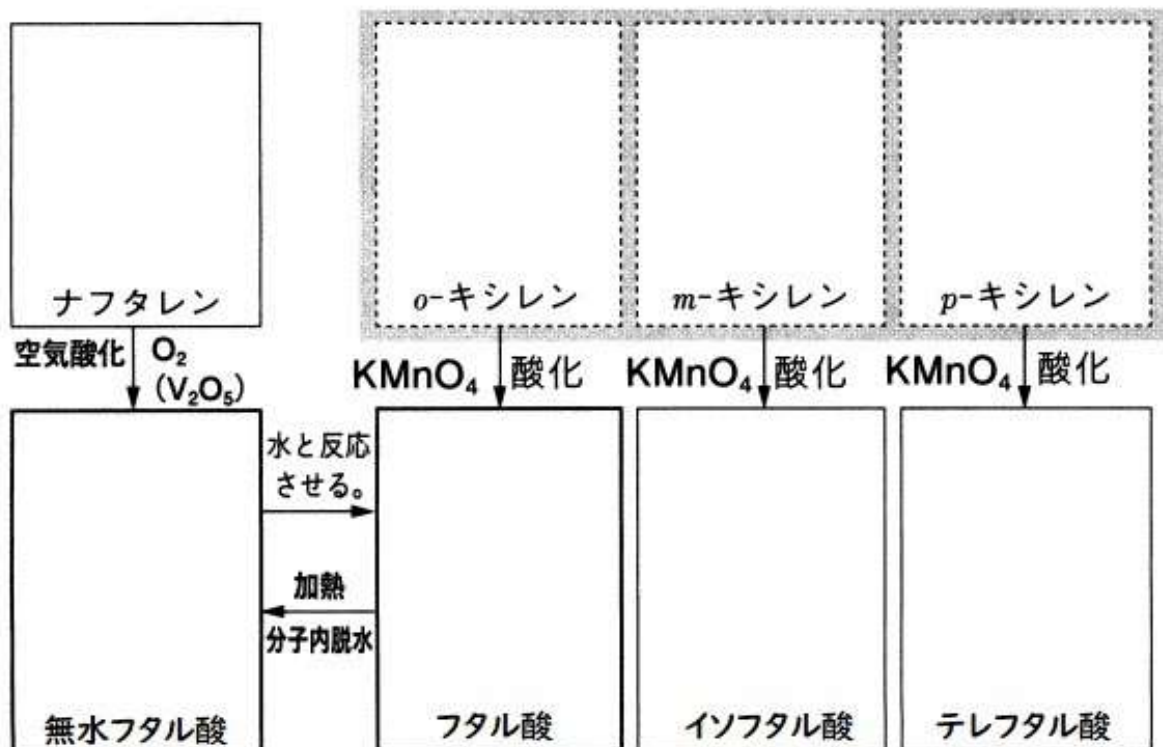 ナフタレン
o-キシレン
m-キシレン
p-キシレン
空気酸化 O₂
(V₂O₅)
KMnO₄ 酸化
KMnO₄ 酸化
KMnO₄ 酸化
水と反応
させる。
加熱
分子内脱水
無水フタル酸
フタル酸
イソフタル酸
テレフタル酸